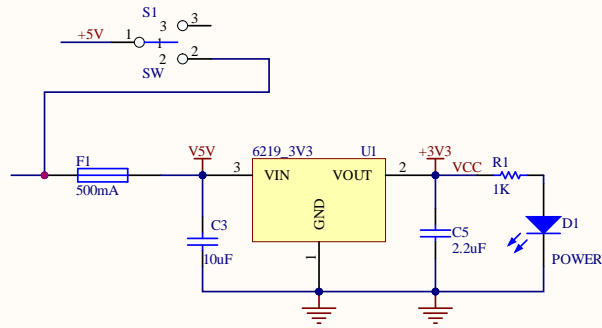 S1
3 3
+5V 1 1
2 2
SW
F1 V5V 6219_3V3 U1 +3V3
3 VIN VOUT 2 VCC R1
500mA 1K
GND
C3 C5 D1
10uF 1 2.2uF POWER